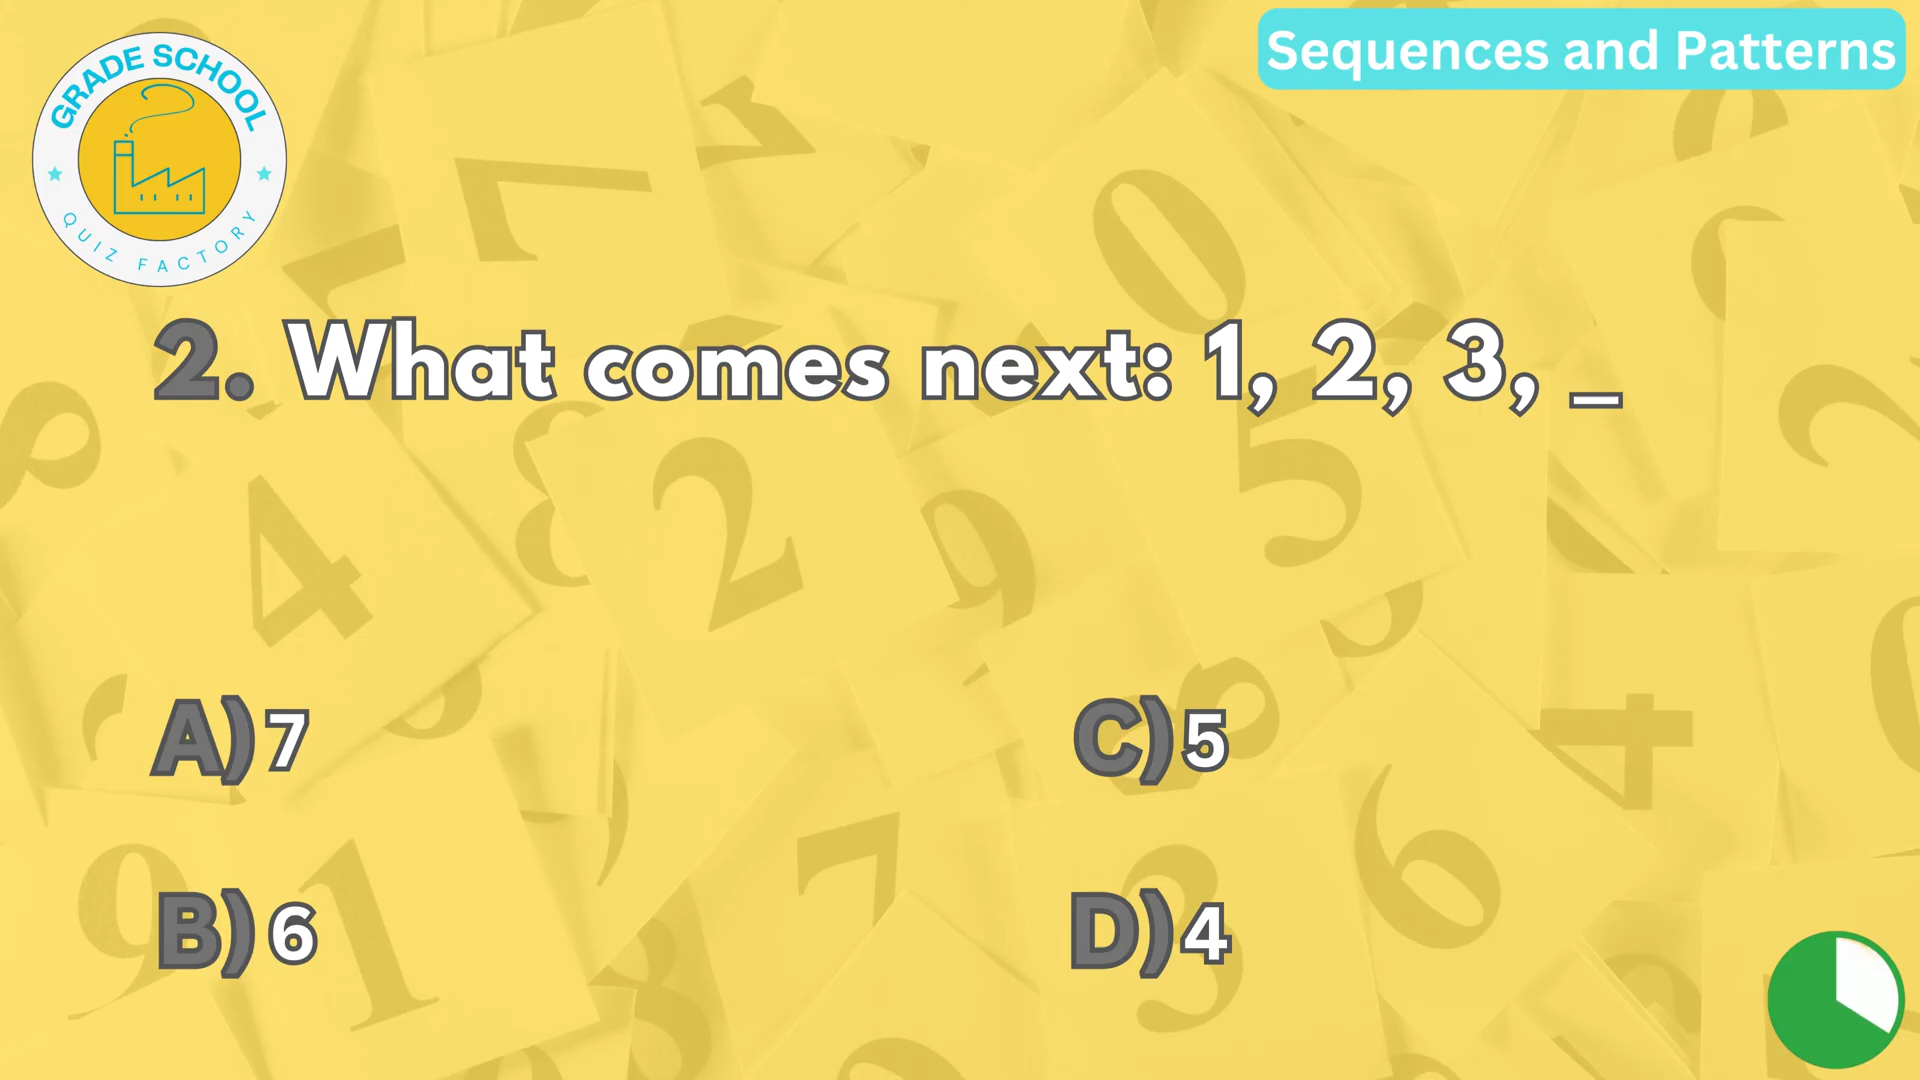 GRADE SCHOOL
QUIZ FACTORY
Sequences and Patterns
2. What comes next: 1, 2, 3, _
A) 7
C) 5
B) 6
D) 4